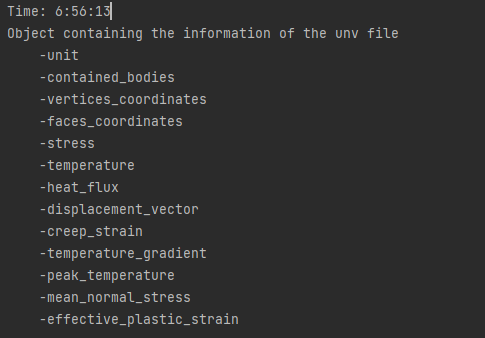 Time: 6:56:13
Object containing the information of the unv file
-unit
-contained_bodies
-vertices_coordinates
-faces_coordinates
-stress
-temperature
-heat_flux
-displacement_vector
-creep_strain
-temperature_gradient
-peak_temperature
-mean_normal_stress
-effective_plastic_strain